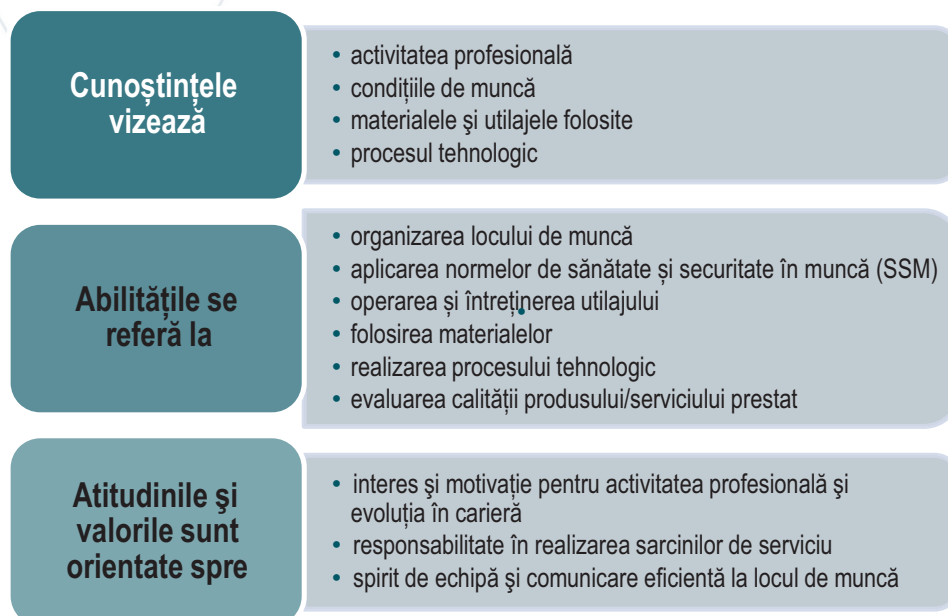 Cunoștințele
vizează
• activitatea profesională
• condițiile de muncă
• materialele și utilajele folosite
• procesul tehnologic
Abilitățile se
referă la
• organizarea locului de muncă
• aplicarea normelor de sănătate și securitate în muncă (SSM)
• operarea și întreținerea utilajului
• folosirea materialelor
• realizarea procesului tehnologic
• evaluarea calității produsului/serviciului prestat
Atitudinile şi
valorile sunt
orientate spre
• interes şi motivație pentru activitatea profesională şi
evoluția în carieră
• responsabilitate în realizarea sarcinilor de serviciu
• spirit de echipă şi comunicare eficientă la locul de muncă